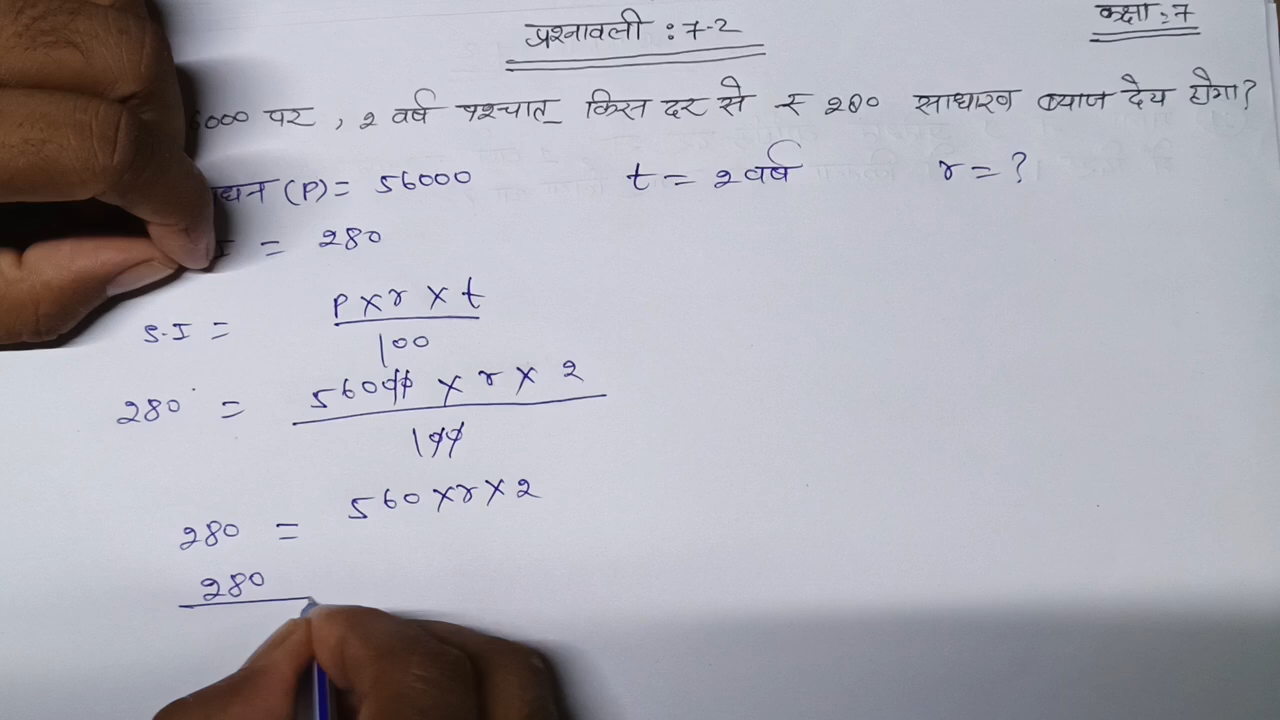 प्रश्नावली : 7-2
कक्षा : 7
6000 पर , 2 वर्ष पश्चात् किस दर से ₹ 280 साधारण ब्याज देय होगा ?
धन (P) = 56000 t = 2 वर्ष r = ?
I = 280
S.I = P x r x t
100
280 = 56000 x r x 2
100
280 = 560 x r x 2
280